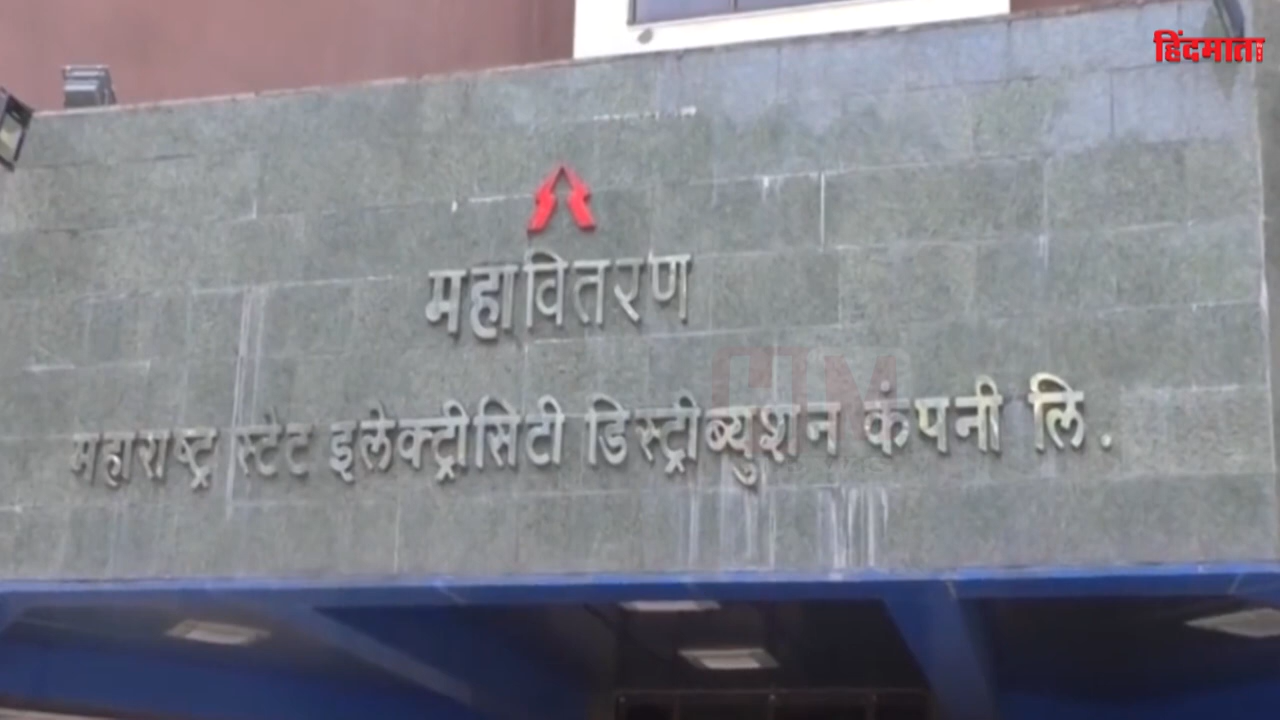 हिंदमाता
महावितरण
महाराष्ट्र स्टेट इलेक्ट्रीसिटी डिस्ट्रीब्युशन कंपनी लि.